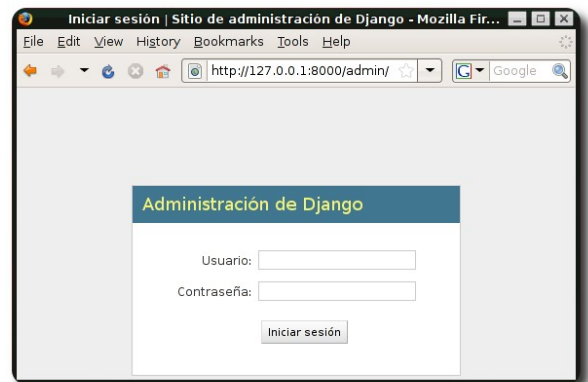 Iniciar sesión | Sitio de administración de Django - Mozilla Fir...
File Edit View History Bookmarks Tools Help
http://127.0.0.1:8000/admin/ G Google
Administración de Django
Usuario:
Contraseña:
Iniciar sesión